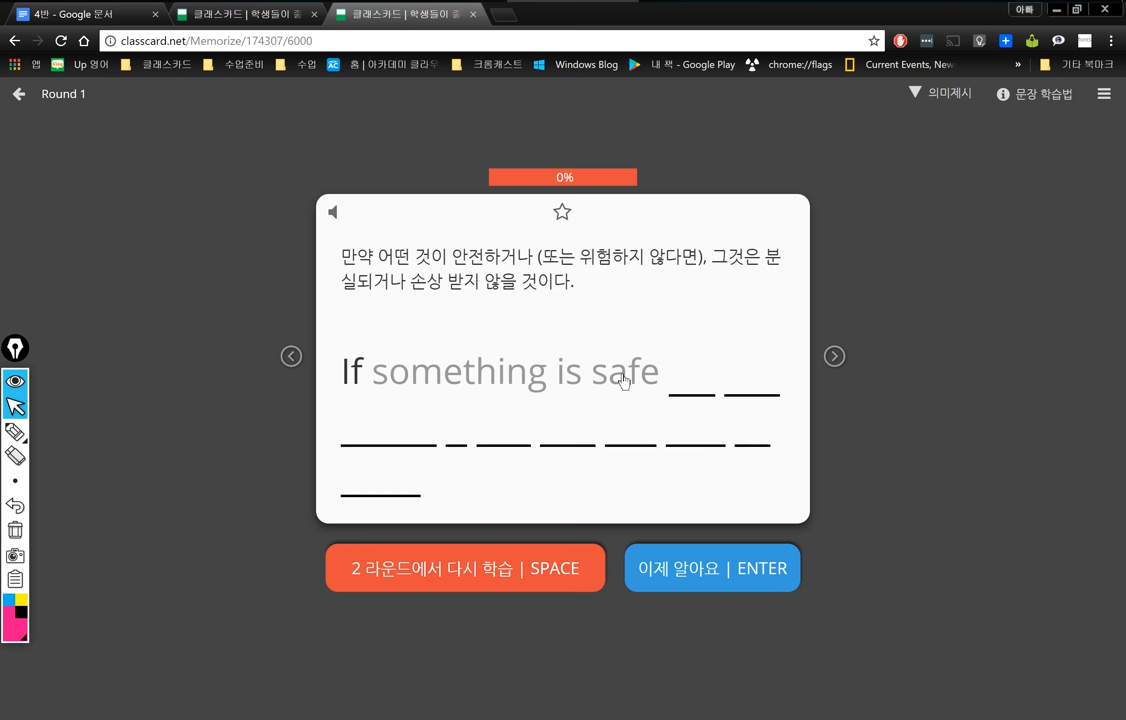 4반 - Google 문서
클래스카드 | 학생들이 좋
클래스카드 | 학생들이 좋
아빠
classcard.net/Memorize/174307/6000
앱 Up 영어 클래스카드 수업준비 수업 홈 | 아카데미 클라우 크롬캐스트 Windows Blog 내 책 - Google Play chrome://flags Current Events, New » 기타 북마크
Round 1
의미제시 문장 학습법
0%
만약 어떤 것이 안전하거나 (또는 위험하지 않다면), 그것은 분
실되거나 손상 받지 않을 것이다.
If something is safe
2 라운드에서 다시 학습 | SPACE
이제 알아요 | ENTER